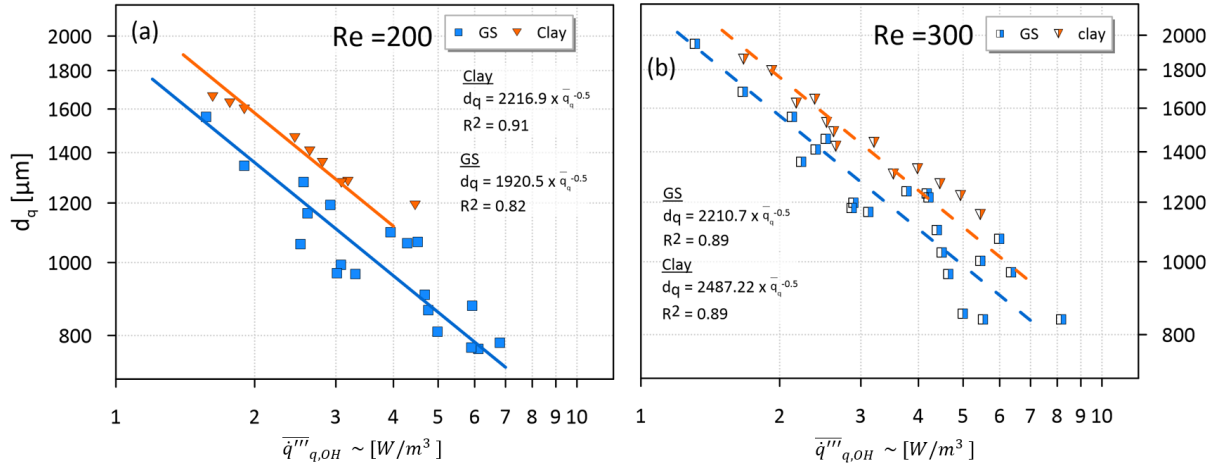 (a)
Re =200
GS Clay
Clay
dq = 2216.9 x q̅q^-0.5
R² = 0.91
GS
dq = 1920.5 x q̅q^-0.5
R² = 0.82
2000
1800
1600
1400
1200
1000
800
dq [µm]
1 2 3 4 5 6 7 8 9 10
q̇'''q,OH ~ [W/m³ ]
(b)
Re =300
GS clay
GS
dq = 2210.7 x q̅q^-0.5
R² = 0.89
Clay
dq = 2487.22 x q̅q^-0.5
R² = 0.89
2000
1800
1600
1400
1200
1000
800
1 2 3 4 5 6 7 8 9 10
q̇'''q,OH ~ [W/m³ ]